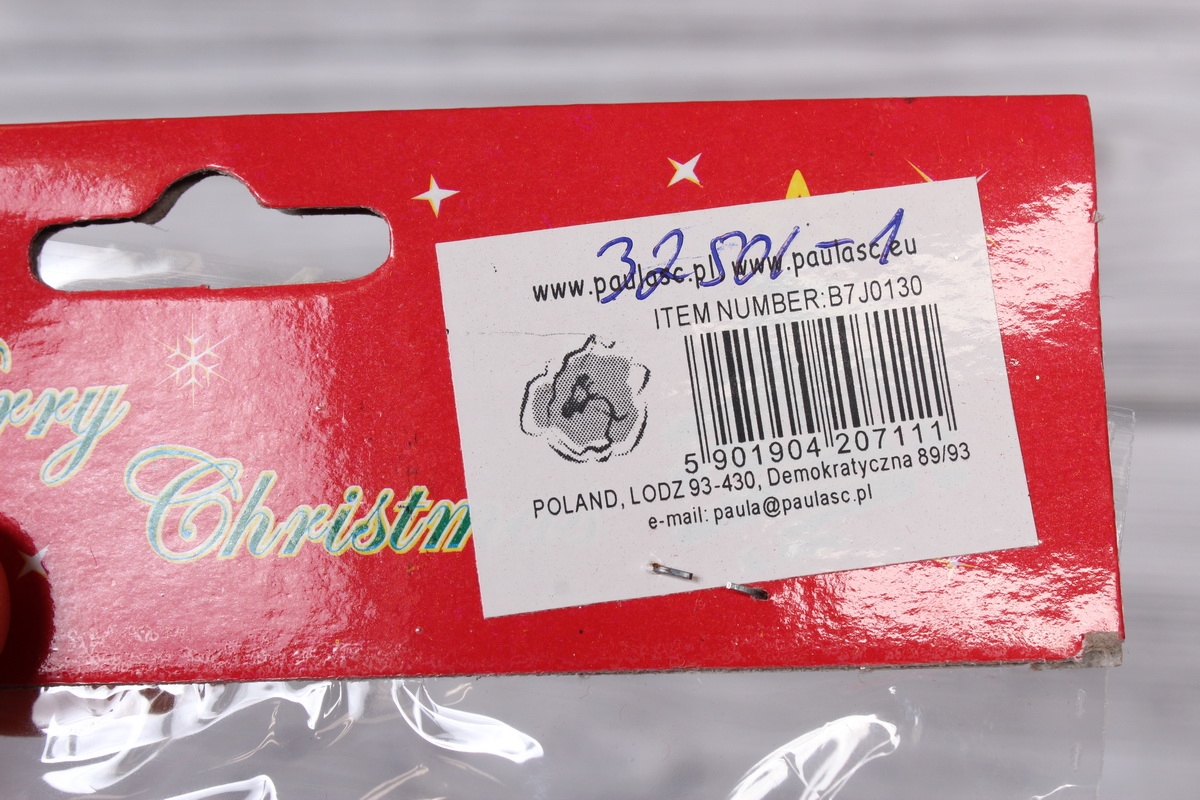 32501-1
www.paulasc.pl www.paulasc.eu
ITEM NUMBER:B7J0130
5 901904 207111
POLAND, LODZ 93-430, Demokratyczna 89/93
e-mail: paula@paulasc.pl
rry
Christm